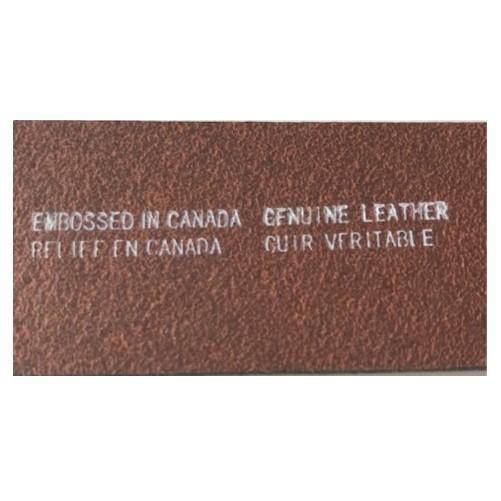 EMBOSSED IN CANADA GENUINE LEATHER
RELIEF EN CANADA CUIR VERITABLE